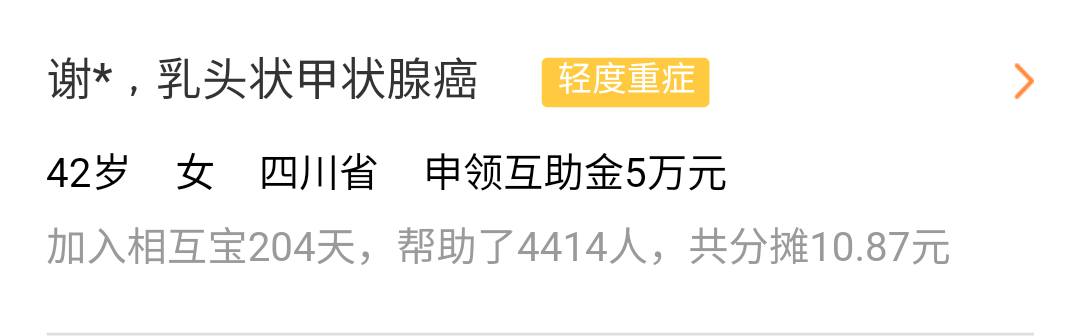 谢*，乳头状甲状腺癌 轻度重症
42岁 女 四川省 申领互助金5万元
加入相互宝204天，帮助了4414人，共分摊10.87元